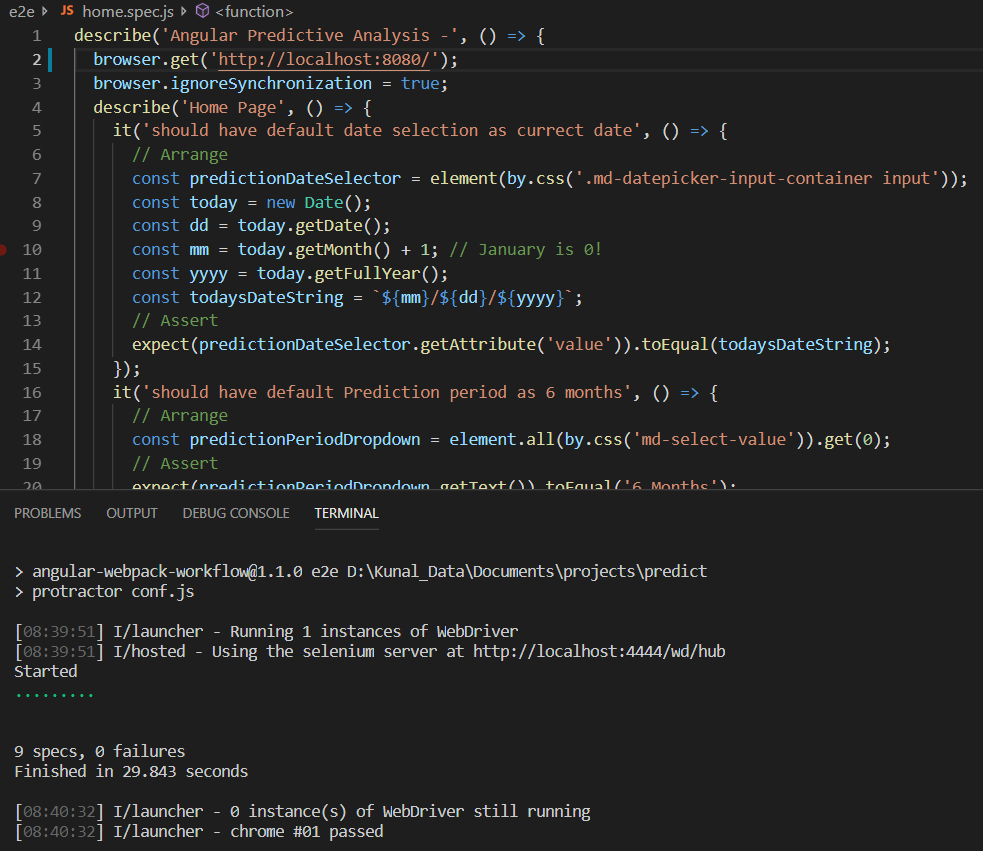 e2e JS home.spec.js <function>
1 describe('Angular Predictive Analysis -', () => {
2 browser.get('http://localhost:8080/');
3 browser.ignoreSynchronization = true;
4 describe('Home Page', () => {
5 it('should have default date selection as currect date', () => {
6 // Arrange
7 const predictionDateSelector = element(by.css('.md-datepicker-input-container input'));
8 const today = new Date();
9 const dd = today.getDate();
10 const mm = today.getMonth() + 1; // January is 0!
11 const yyyy = today.getFullYear();
12 const todaysDateString = `${mm}/${dd}/${yyyy}`;
13 // Assert
14 expect(predictionDateSelector.getAttribute('value')).toEqual(todaysDateString);
15 });
16 it('should have default Prediction period as 6 months', () => {
17 // Arrange
18 const predictionPeriodDropdown = element.all(by.css('md-select-value')).get(0);
19 // Assert
20 expect(predictionPeriodDropdown.getText()).toEqual('6 Months');
PROBLEMS OUTPUT DEBUG CONSOLE TERMINAL
> angular-webpack-workflow@1.1.0 e2e D:\Kunal_Data\Documents\projects\predict
> protractor conf.js
[08:39:51] I/launcher - Running 1 instances of WebDriver
[08:39:51] I/hosted - Using the selenium server at http://localhost:4444/wd/hub
Started
.........
9 specs, 0 failures
Finished in 29.843 seconds
[08:40:32] I/launcher - 0 instance(s) of WebDriver still running
[08:40:32] I/launcher - chrome #01 passed